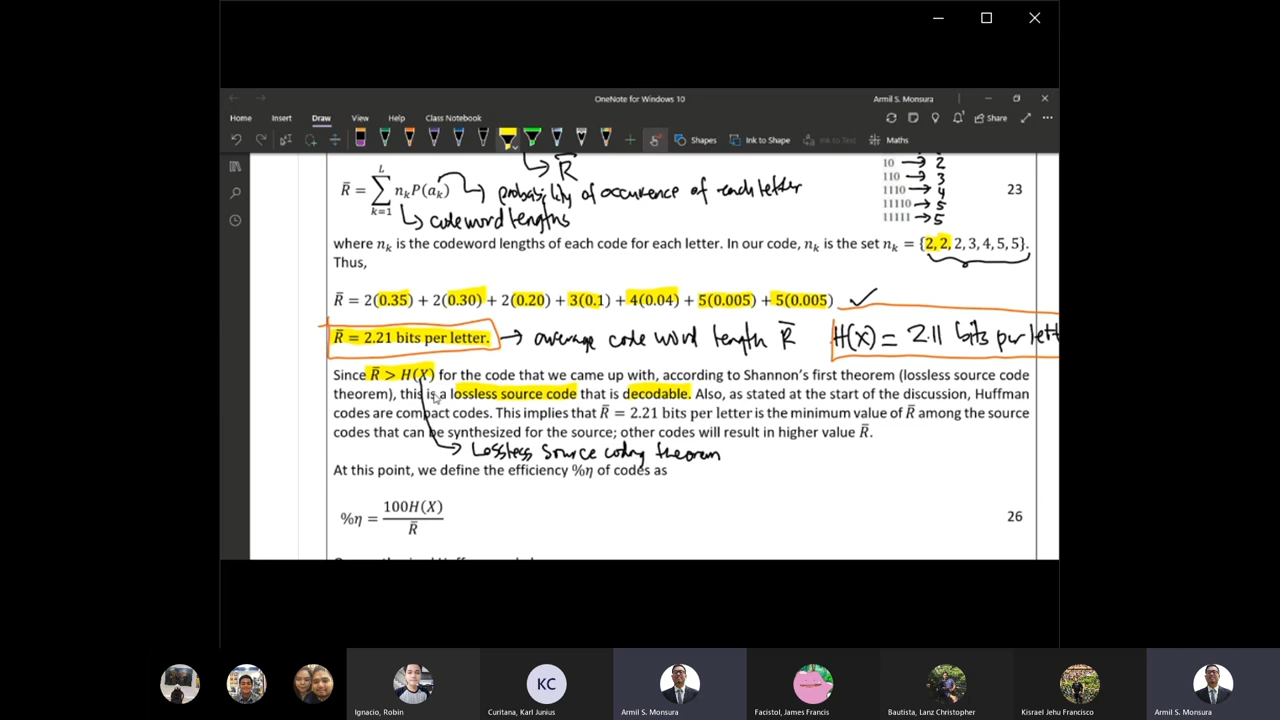 OneNote for Windows 10
Armil S. Monsura
Home Insert Draw View Help Class Notebook
Share
Shapes Ink to Shape Ink to Text Maths
R̄
R̄ = ∑ₖ₌₁ᴸ nₖP(aₖ) → probability of occurrence of each letter
→ codeword lengths
10 → 2
110 → 3
1110 → 4
11110 → 5
11111 → 5
23
where nₖ is the codeword lengths of each code for each letter. In our code, nₖ is the set nₖ = {2, 2, 2, 3, 4, 5, 5}.
Thus,
R̄ = 2(0.35) + 2(0.30) + 2(0.20) + 3(0.1) + 4(0.04) + 5(0.005) + 5(0.005) ✓
R̄ = 2.21 bits per letter. → average code word length R̄
H(X) = 2.11 bits per lett
Since R̄ > H(X) for the code that we came up with, according to Shannon's first theorem (lossless source code
theorem), this is a lossless source code that is decodable. Also, as stated at the start of the discussion, Huffman
codes are compact codes. This implies that R̄ = 2.21 bits per letter is the minimum value of R̄ among the source
codes that can be synthesized for the source; other codes will result in higher value R̄.
→ Lossless source coding theorem
At this point, we define the efficiency %η of codes as
%η = 100H(X) / R̄
26
Ignacio, Robin
KC
Curitana, Karl Junius
Armil S. Monsura
Facistol, James Francis
Bautista, Lanz Christopher
Kisrael Jehu Francisco
Armil S. Monsura